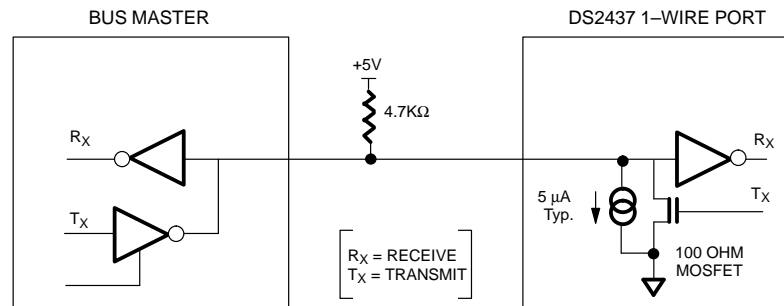 BUS MASTER
DS2437 1–WIRE PORT
+5V
4.7KΩ
RX
RX
TX
5 μA
Typ.
TX
RX = RECEIVE
TX = TRANSMIT
100 OHM
MOSFET